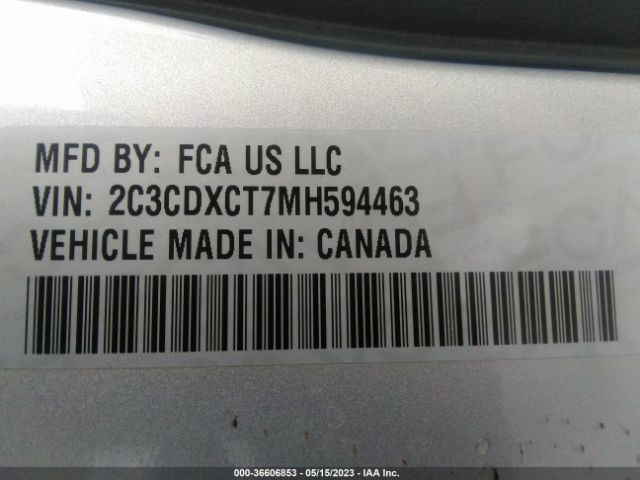 MFD BY: FCA US LLC
VIN: 2C3CDXCT7MH594463
VEHICLE MADE IN: CANADA
000-36606853 - 05/15/2023 - IAA Inc.